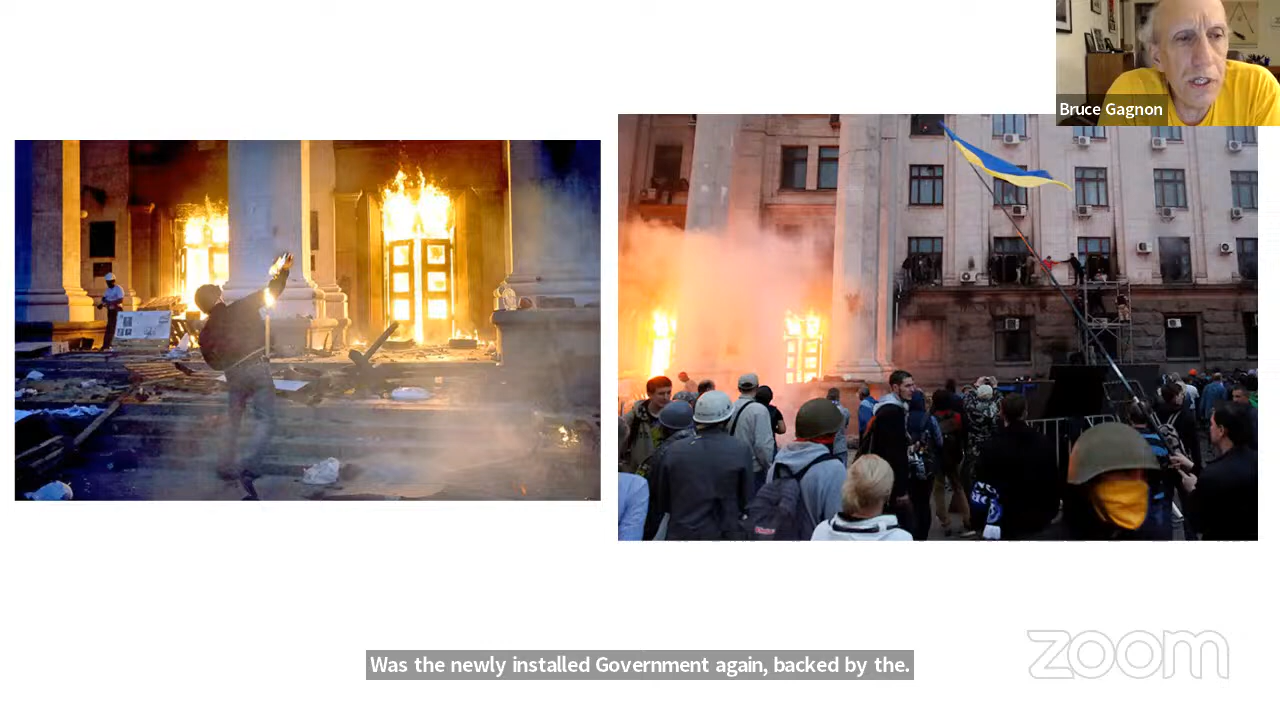 Bruce Gagnon
Was the newly installed Government again, backed by the.
zoom